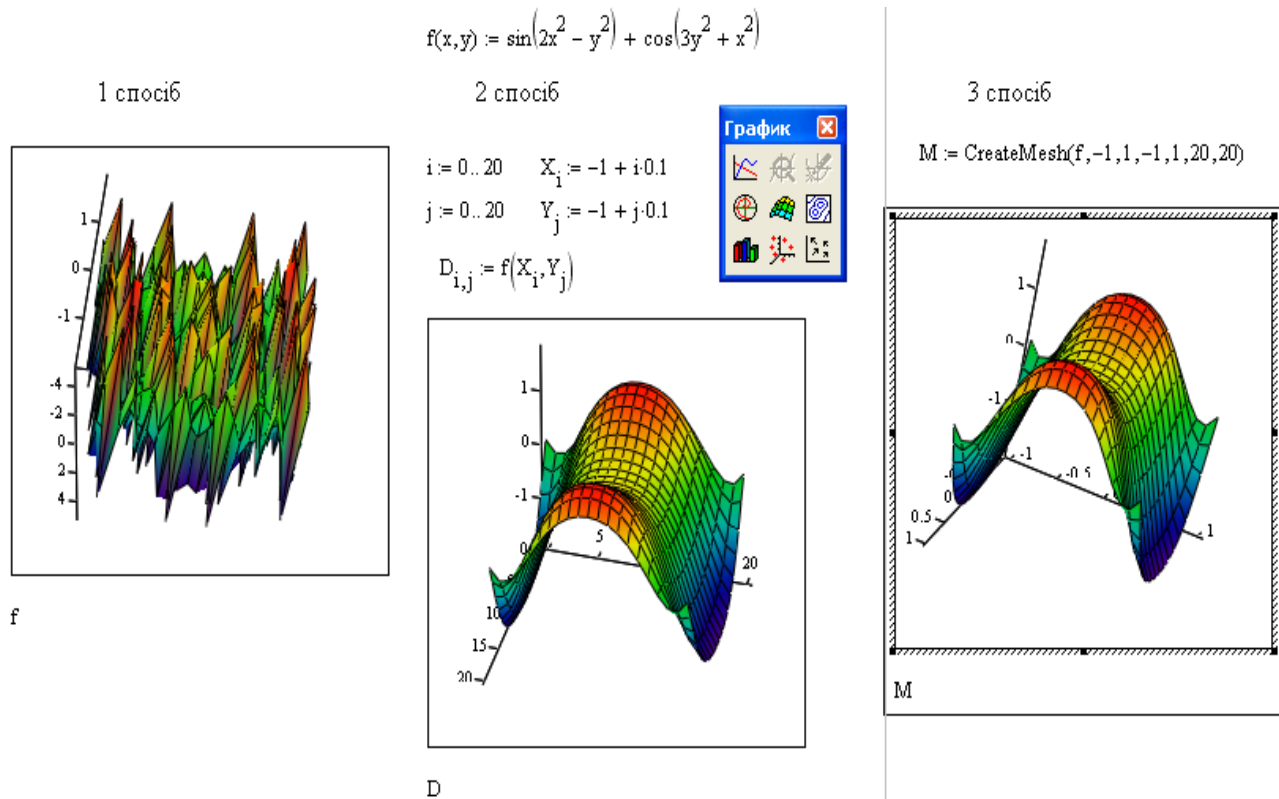 f(x,y) := sin(2x² − y²) + cos(3y² + x²)
1 спосіб
2 спосіб
3 спосіб
График
M := CreateMesh(f,−1,1,−1,1,20,20)
i := 0.. 20 X_i := −1 + i·0.1
j := 0.. 20 Y_j := −1 + j·0.1
D_i,j := f(X_i,Y_j)
1
0
-1
-4
-2
0
2
4
f
1
0
-1
0
5
20
10
15
20
D
1
0
-1
-1
-0.5
0
0.5
1
1
M